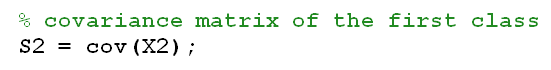 % covariance matrix of the first class
S2 = cov(X2);